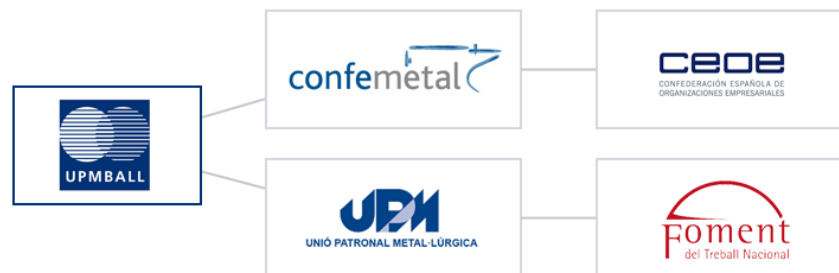 confemetal
ceoe
CONFEDERACIÓN ESPAÑOLA DE
ORGANIZACIONES EMPRESARIALES
UPMBALL
UPM
UNIÓ PATRONAL METAL·LÚRGICA
Foment
del Treball Nacional